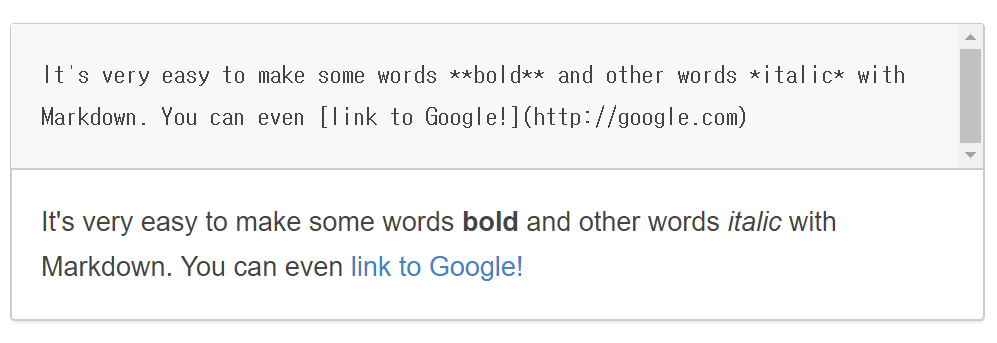 It's very easy to make some words **bold** and other words *italic* with
Markdown. You can even [link to Google!](http://google.com)
It's very easy to make some words bold and other words italic with
Markdown. You can even link to Google!